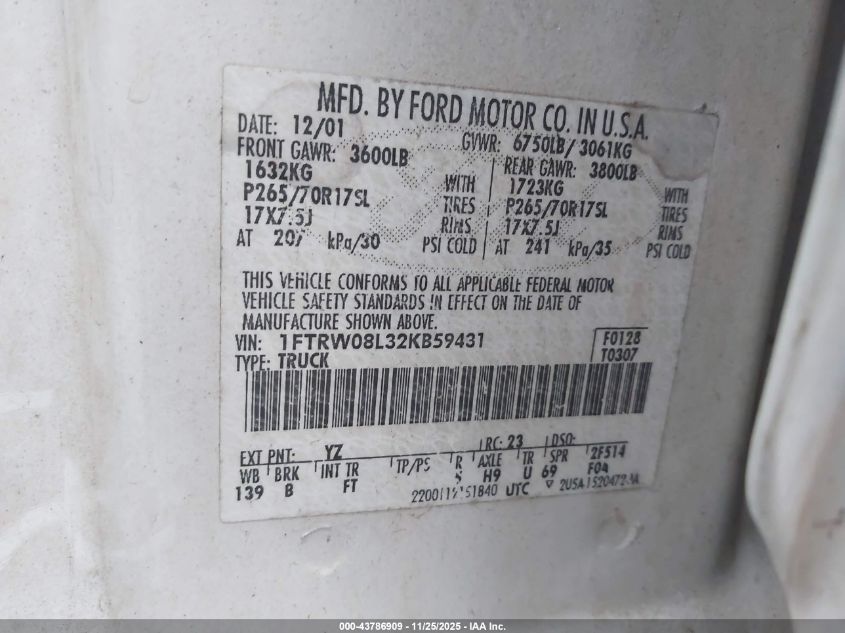 MFD. BY FORD MOTOR CO. IN U.S.A.
DATE: 12/01 GVWR: 6750LB/ 3061KG
FRONT GAWR: 3600LB REAR GAWR: 3800LB
1632KG WITH 1723KG WITH
P265/70R17SL TIRES P265/70R17SL TIRES
17X7.5J RIMS 17X7.5J RIMS
AT 207 kPa/30 PSI COLD AT 241 kPa/35 PSI COLD
THIS VEHICLE CONFORMS TO ALL APPLICABLE FEDERAL MOTOR
VEHICLE SAFETY STANDARDS IN EFFECT ON THE DATE OF
MANUFACTURE SHOWN ABOVE.
VIN: 1FTRW08L32KB59431 F0128
TYPE: TRUCK T0307
EXT PNT: YZ RC: 23 DSO:
WB BRK INT TR TP/PS R AXLE TR SPR 2F514
139 B FT 5 H9 U 69 F04
UTC
000-43786909 - 11/25/2025 - IAA Inc.